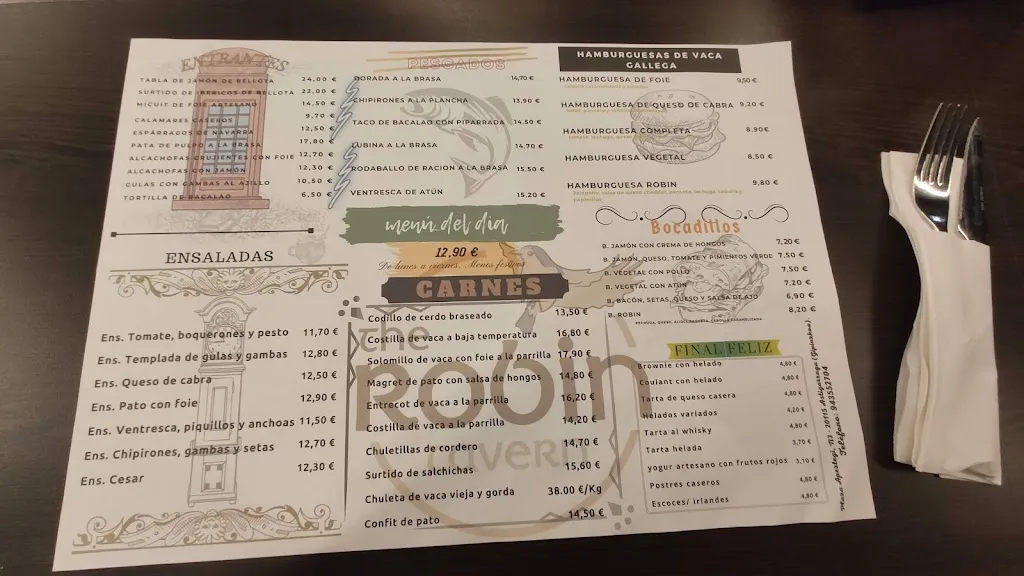 ENTRANTES
TABLA DE JAMÓN DE BELLOTA 24,00 €
SURTIDO DE IBÉRICOS DE BELLOTA 22,00 €
MICUIT DE FOIE ARTESANO 14,50 €
CALAMARES CASEROS 9,70 €
ESPÁRRAGOS DE NAVARRA 12,50 €
PATA DE PULPO A LA BRASA 17,80 €
ALCACHOFAS CRUJIENTES CON FOIE 12,70 €
ALCACHOFAS CON JAMÓN 12,30 €
GULAS CON GAMBAS AL AJILLO 10,50 €
TORTILLA DE BACALAO 6,50 €
ENSALADAS
Ens. Tomate, boquerones y pesto 11,70 €
Ens. Templada de gulas y gambas 12,80 €
Ens. Queso de cabra 12,50 €
Ens. Pato con foie 12,90 €
Ens. Ventresca, piquillos y anchoas 11,50 €
Ens. Chipirones, gambas y setas 12,70 €
Ens. Cesar 12,30 €
PESCADOS
DORADA A LA BRASA 14,70 €
CHIPIRONES A LA PLANCHA 13,90 €
TACO DE BACALAO CON PIPARRADA 14.50 €
LUBINA A LA BRASA 14.70 €
RODABALLO DE RACION A LA BRASA 15,50 €
VENTRESCA DE ATÚN 15,20 €
menú del dia
12.90 €
De lunes a viernes. Menos festivos
CARNES
Codillo de cerdo braseado 13,50 €
Costilla de vaca a baja temperatura 16,80 €
Solomillo de vaca con foie a la parrilla 17,90 €
Magret de pato con salsa de hongos 14,80 €
Entrecot de vaca a la parrilla 16,20 €
Costilla de vaca a la parrilla 14,20 €
Chuletillas de cordero 14,70 €
Surtido de salchichas 15,60 €
Chuleta de vaca vieja y gorda 38.00 €/Kg
Confit de pato 14,50 €
the
Robin
tavern
HAMBURGUESAS DE VACA
GALLEGA
HAMBURGUESA DE FOIE 9,50€
HAMBURGUESA DE QUESO DE CABRA 9.20 €
HAMBURGUESA COMPLETA 8,90€
HAMBURGUESA VEGETAL 8,50 €
HAMBURGUESA ROBIN 9,80 €
Bocadillos
B. JAMÓN CON CREMA DE HONGOS 7,20 €
B. JAMÓN, QUESO, TOMATE Y PIMIENTOS VERDE 7,50 €
B. VEGETAL CON POLLO 7,50 €
B. VEGETAL CON ATÚN 7,20 €
B. BACÓN, SETAS, QUESO Y SALSA DE AJO 6,90 €
B. ROBIN 8,20 €
FINAL FELIZ
Brownie con helado 4,80 €
Coulant con helado 4,80 €
Tarta de queso casera 4,80 €
Helados variados 4,20 €
Tarta al whisky 4,80 €
Tarta helada 3,70 €
yogur artesano con frutos rojos 3,10 €
Postres caseros 4,80 €
Escoces/ irlandes 4,80 €
20115 Astigarraga (Gipuzkoa)
Teléfono: 943552704